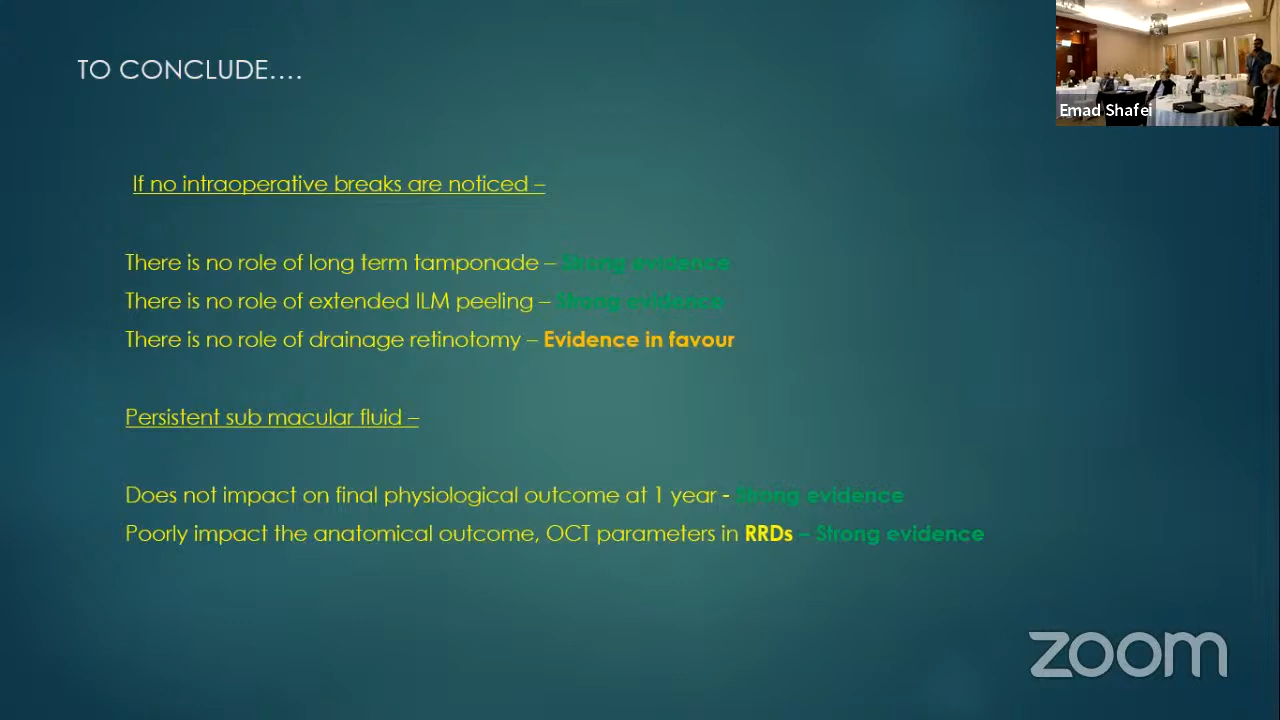 TO CONCLUDE....
Emad Shafei
If no intraoperative breaks are noticed –
There is no role of long term tamponade – Strong evidence
There is no role of extended ILM peeling – Strong evidence
There is no role of drainage retinotomy – Evidence in favour
Persistent sub macular fluid –
Does not impact on final physiological outcome at 1 year - Strong evidence
Poorly impact the anatomical outcome, OCT parameters in RRDs – Strong evidence
zoom